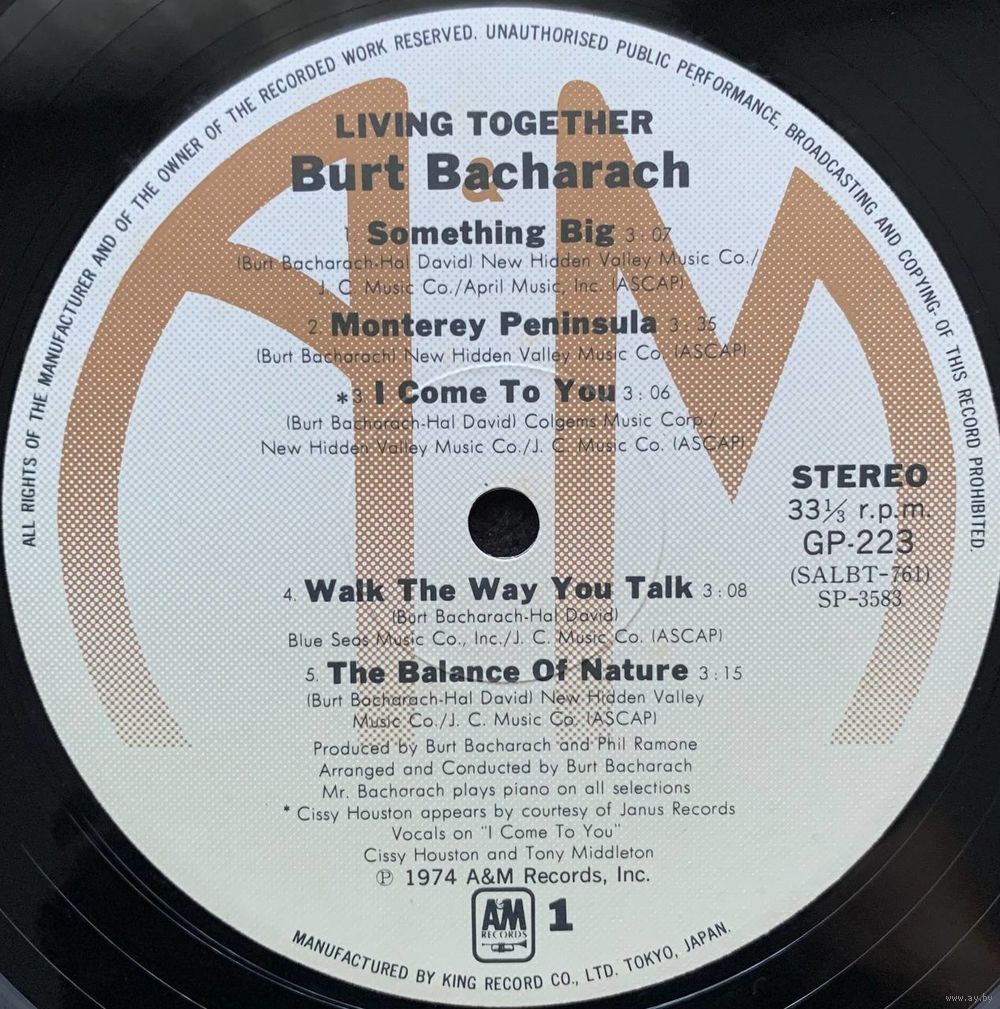 ALL RIGHTS OF THE MANUFACTURER AND OF THE OWNER OF THE RECORDED WORK RESERVED. UNAUTHORISED PUBLIC PERFORMANCE, BROADCASTING AND COPYING· OF THIS RECORD PROHIBITED.
LIVING TOGETHER
&
Burt Bacharach
1. Something Big 3:07
(Burt Bacharach-Hal David) New Hidden Valley Music Co./
J. C. Music Co./April Music, Inc. (ASCAP)
2. Monterey Peninsula 3:35
(Burt Bacharach) New Hidden Valley Music Co. (ASCAP)
*3. I Come To You 3:06
(Burt Bacharach-Hal David) Colgems Music Corp./
New Hidden Valley Music Co./J. C. Music Co. (ASCAP)
STEREO
33⅓ r.p.m.
GP-223
(SALBT-761)
SP-3583
4. Walk The Way You Talk 3:08
(Burt Bacharach-Hal David)
Blue Seas Music Co., Inc./J. C. Music Co. (ASCAP)
5. The Balance Of Nature 3:15
(Burt Bacharach-Hal David) New Hidden Valley
Music Co./J. C. Music Co. (ASCAP)
Produced by Burt Bacharach and Phil Ramone
Arranged and Conducted by Burt Bacharach
Mr. Bacharach plays piano on all selections
* Cissy Houston appears by courtesy of Janus Records
Vocals on "I Come To You"
Cissy Houston and Tony Middleton
℗ 1974 A&M Records, Inc.
A&M
RECORDS
1
MANUFACTURED BY KING RECORD CO., LTD. TOKYO, JAPAN.
www.ay.by